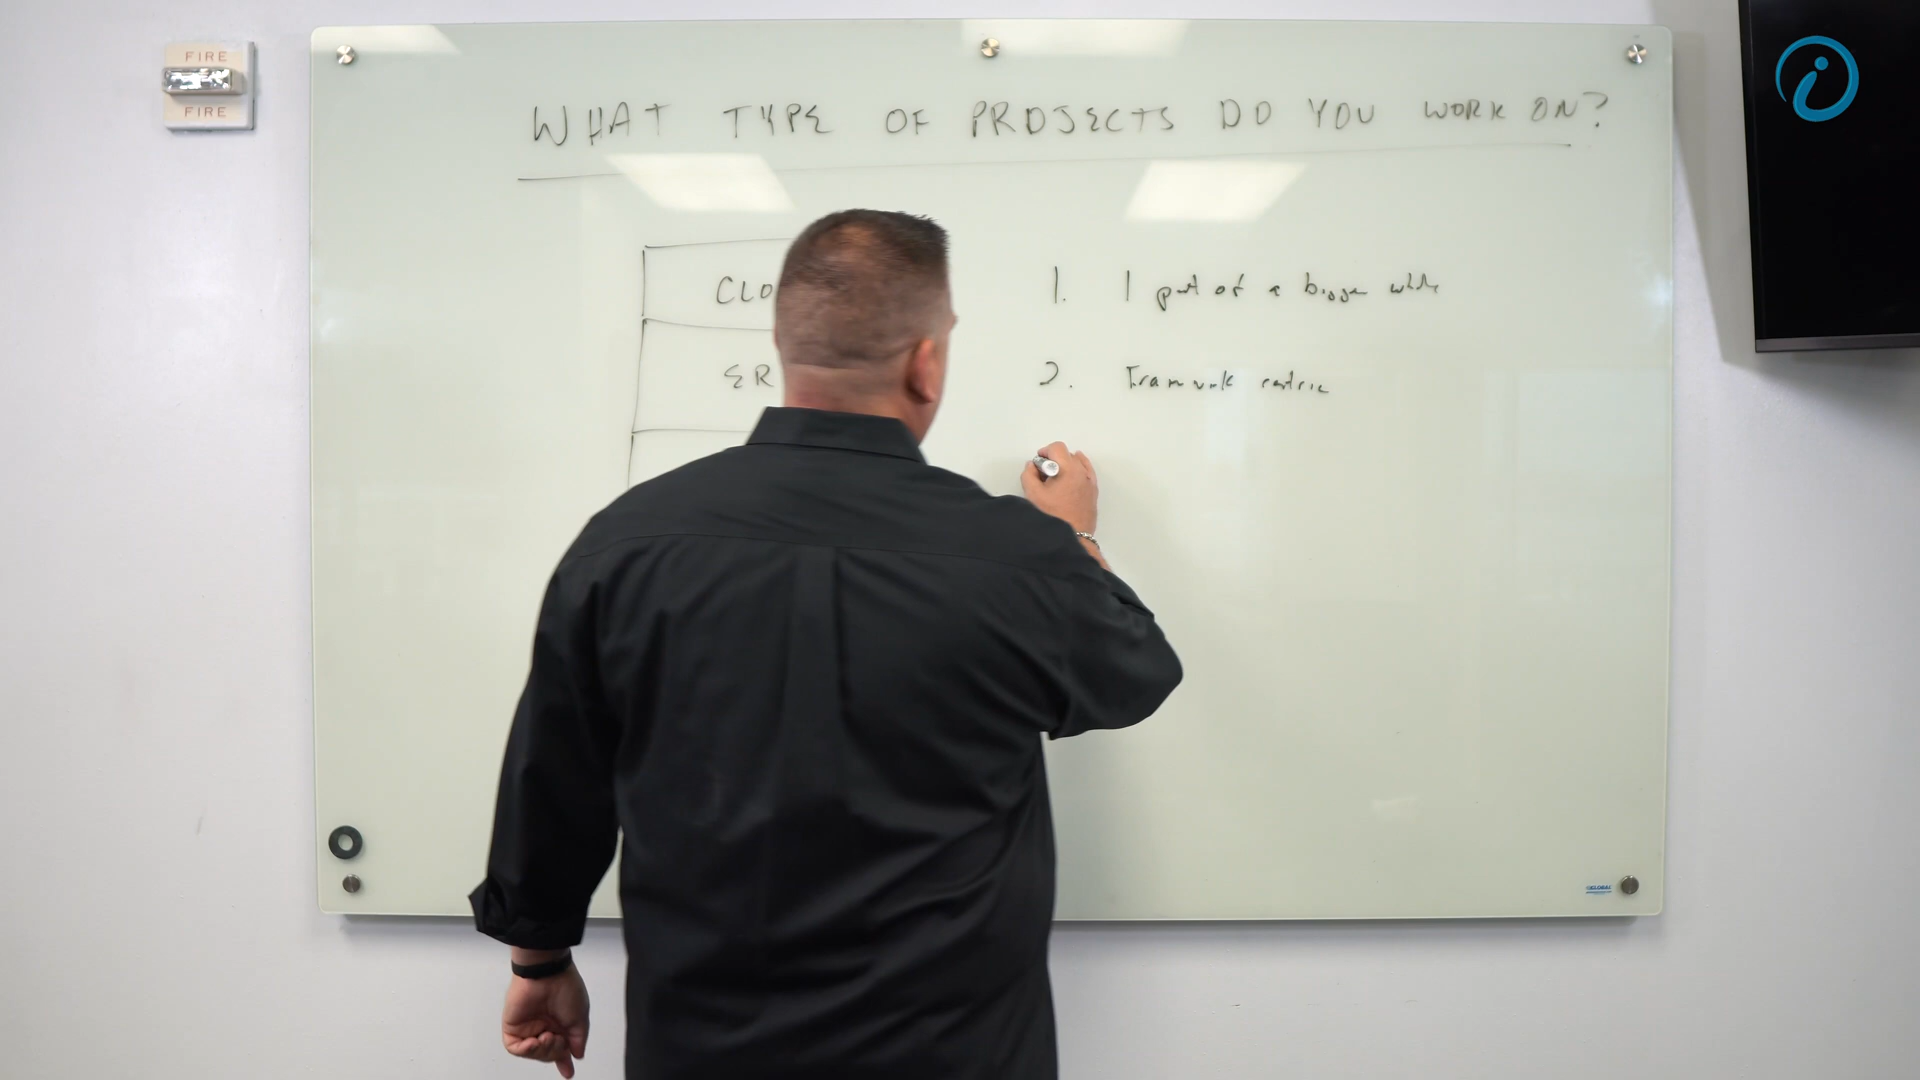 FIRE
FIRE
WHAT TYPE OF PROJECTS DO YOU WORK ON?
CLO
1. 1 part of a bigger whole
ER
2. Framework centric
GLOBAL